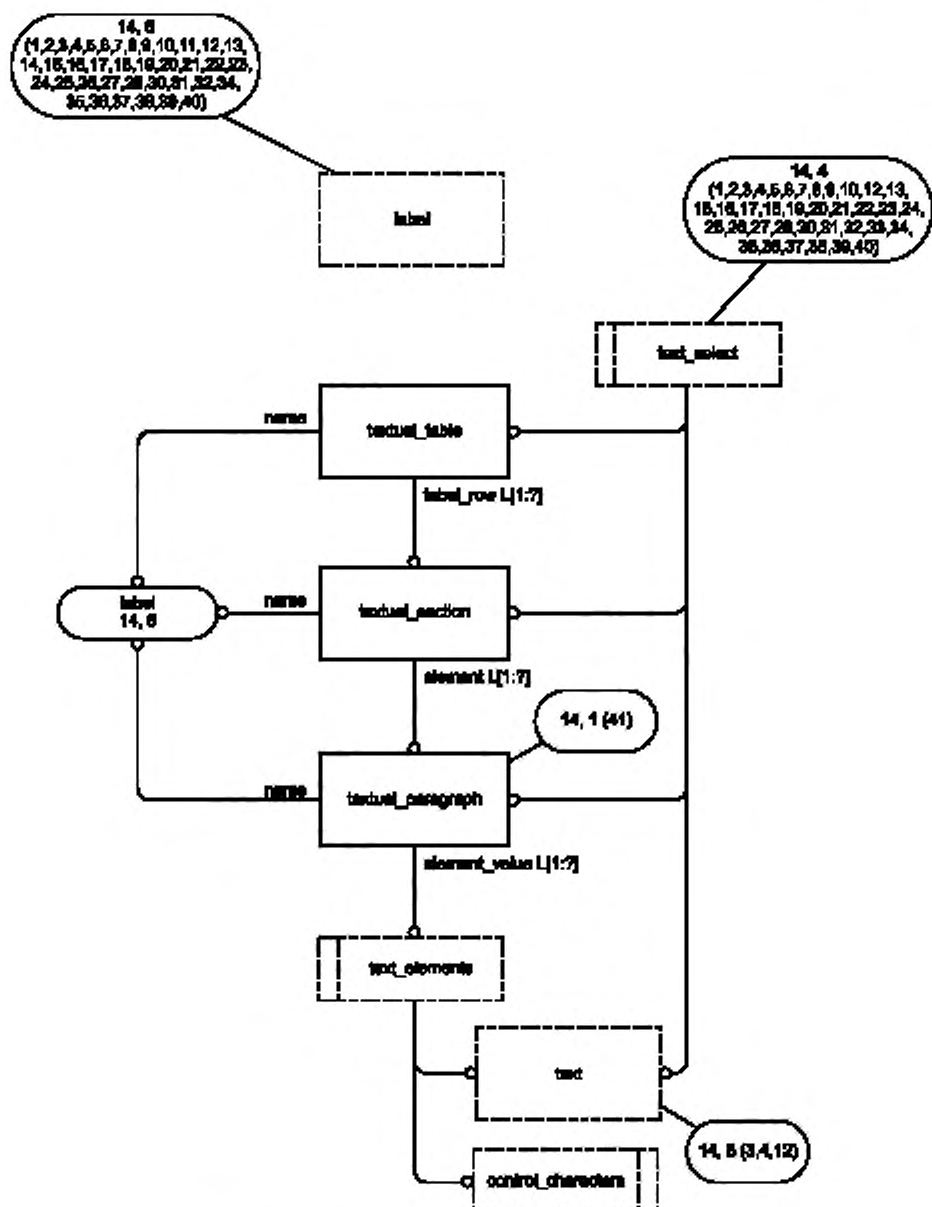 14, 6
(1,2,3,4,5,6,7,8,9,10,11,12,13,
14,15,16,17,18,19,20,21,22,23,
24,25,26,27,28,30,31,32,34,
35,36,37,38,39,40)
label
14, 4
(1,2,3,4,5,6,7,8,9,10,12,13,
15,16,17,18,19,20,21,22,23,24,
25,26,27,28,30,31,32,33,34,
35,36,37,38,39,40)
text_select
name
textual_table
label_row L[1:?]
label
14, 6
name
textual_section
element L[1:?]
14, 1 (41)
name
textual_paragraph
element_value L[1:?]
text_elements
text
14, 5 (3,4,12)
control_characters